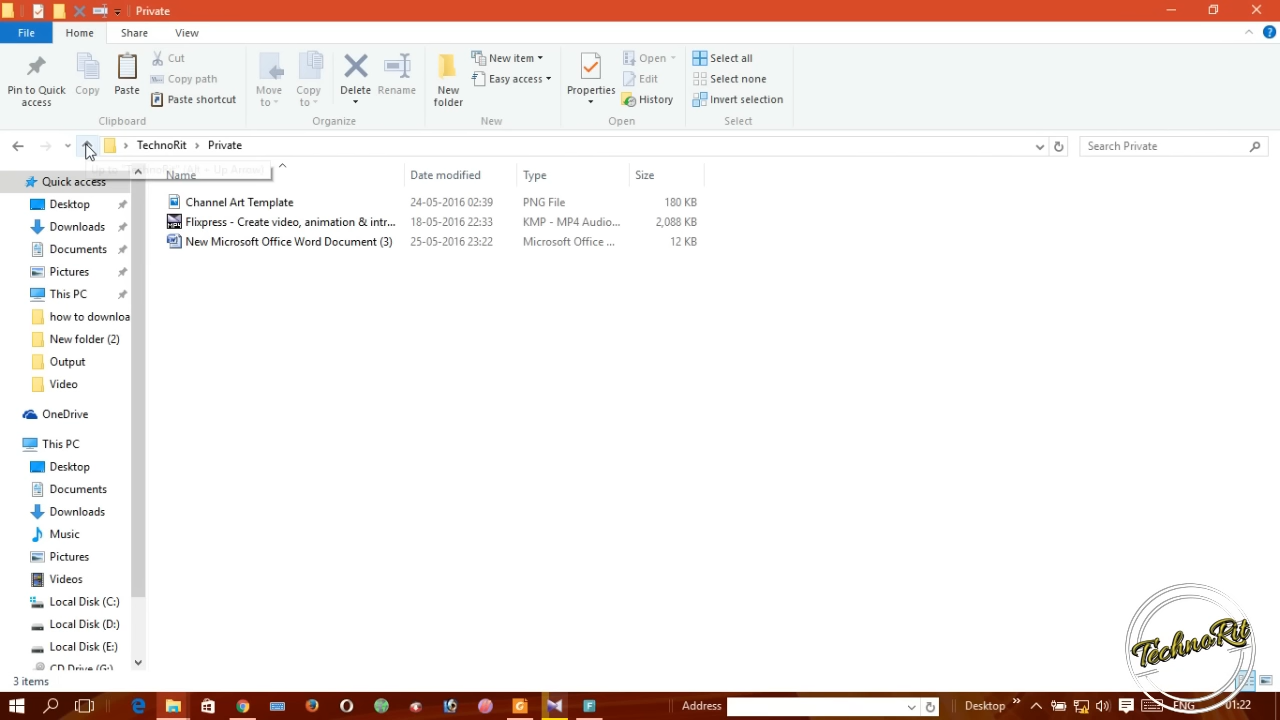 Private
File Home Share View
Pin to Quick access
Copy
Paste
Cut
Copy path
Paste shortcut
Clipboard
Move to
Copy to
Delete
Rename
Organize
New folder
New item
Easy access
New
Properties
Open
Edit
History
Open
Select all
Select none
Invert selection
Select
TechnoRit > Private
Search Private
Name Date modified Type Size
Channel Art Template 24-05-2016 02:39 PNG File 180 KB
Flixpress - Create video, animation & intr... 18-05-2016 22:33 KMP - MP4 Audio... 2,088 KB
New Microsoft Office Word Document (3) 25-05-2016 23:22 Microsoft Office ... 12 KB
Quick access
Desktop
Downloads
Documents
Pictures
This PC
how to downloa
New folder (2)
Output
Video
OneDrive
This PC
Desktop
Documents
Downloads
Music
Pictures
Videos
Local Disk (C:)
Local Disk (D:)
Local Disk (E:)
CD Drive (G:)
3 items
TechnoRit
Address
Desktop
ENG
01:22